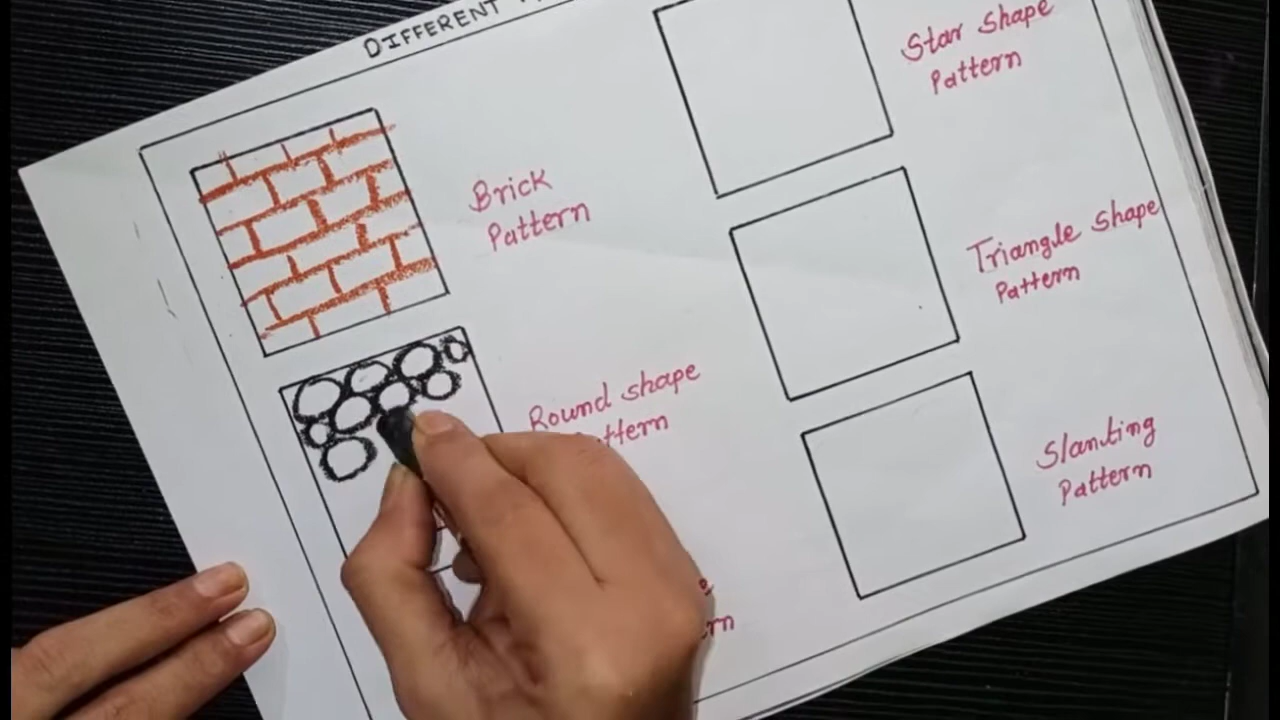 DIFFERENT
Brick
Pattern
Round shape
Star Shape
Pattern
Triangle Shape
Pattern
Slanting
Pattern